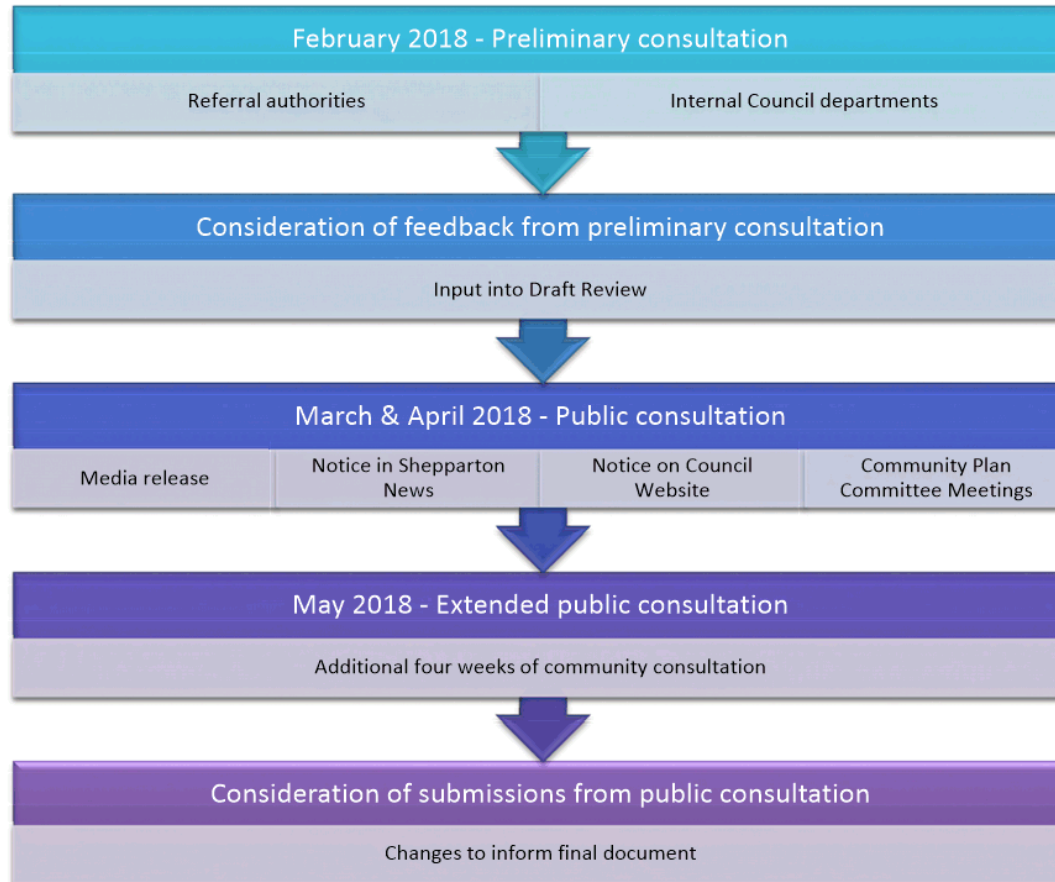 February 2018 - Preliminary consultation
Referral authorities
Internal Council departments
Consideration of feedback from preliminary consultation
Input into Draft Review
March & April 2018 - Public consultation
Media release
Notice in Shepparton
News
Notice on Council
Website
Community Plan
Committee Meetings
May 2018 - Extended public consultation
Additional four weeks of community consultation
Consideration of submissions from public consultation
Changes to inform final document